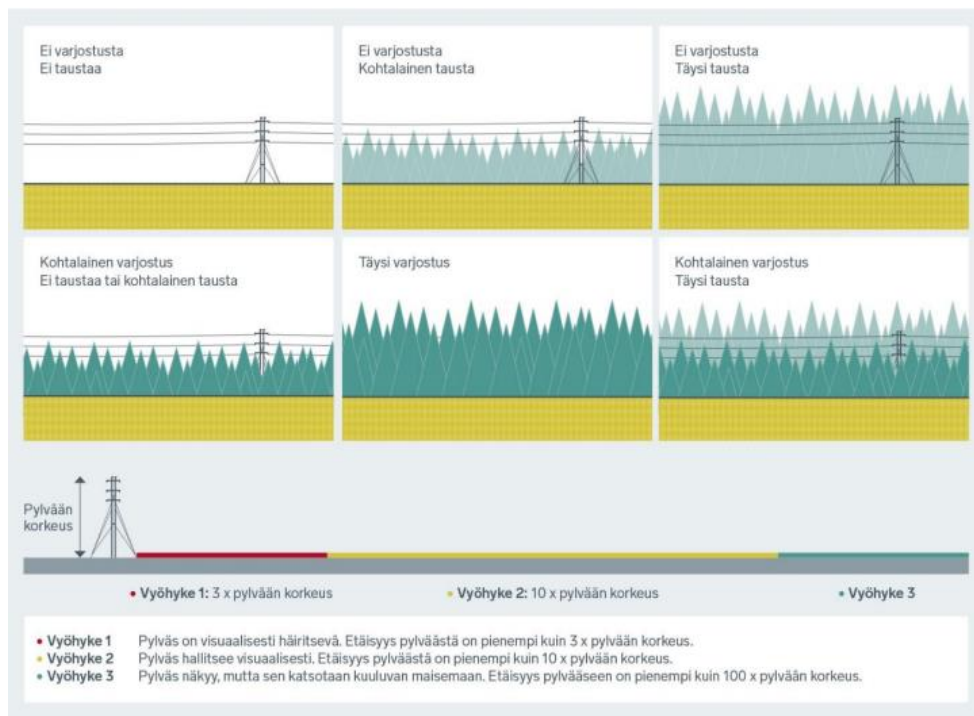 Ei varjostusta
Ei taustaa
Ei varjostusta
Kohtalainen tausta
Ei varjostusta
Täysi tausta
Kohtalainen varjostus
Ei taustaa tai kohtalainen tausta
Täysi varjostus
Kohtalainen varjostus
Täysi tausta
Pylvään
korkeus
• Vyöhyke 1: 3 x pylvään korkeus
• Vyöhyke 2: 10 x pylvään korkeus
• Vyöhyke 3
• Vyöhyke 1 Pylväs on visuaalisesti häiritsevä. Etäisyys pylväästä on pienempi kuin 3 x pylvään korkeus.
• Vyöhyke 2 Pylväs hallitsee visuaalisesti. Etäisyys pylväästä on pienempi kuin 10 x pylvään korkeus.
• Vyöhyke 3 Pylväs näkyy, mutta sen katsotaan kuuluvan maisemaan. Etäisyys pylvääseen on pienempi kuin 100 x pylvään korkeus.